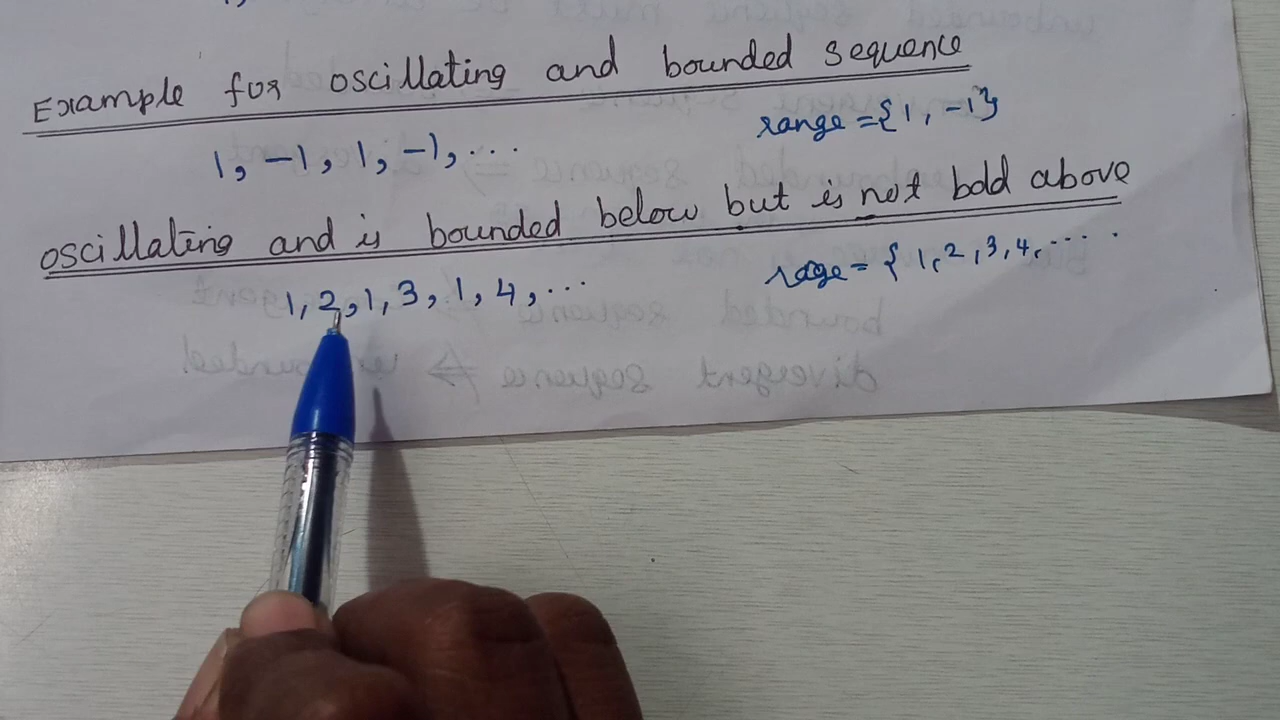 Example for oscillating and bounded sequence
1, -1, 1, -1, ... range = {1, -1}
oscillating and is bounded below but is not bdd above
1, 2, 1, 3, 1, 4, ... rage = { 1, 2, 3, 4, ....